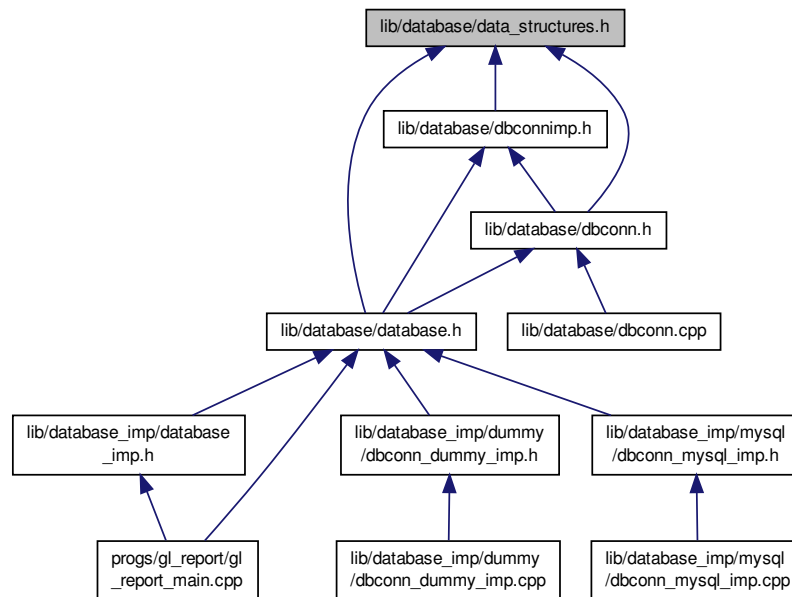 lib/database/data_structures.h
lib/database/dbconnimp.h
lib/database/dbconn.h
lib/database/database.h
lib/database/dbconn.cpp
lib/database_imp/database
_imp.h
lib/database_imp/dummy
/dbconn_dummy_imp.h
lib/database_imp/mysql
/dbconn_mysql_imp.h
progs/gl_report/gl
_report_main.cpp
lib/database_imp/dummy
/dbconn_dummy_imp.cpp
lib/database_imp/mysql
/dbconn_mysql_imp.cpp